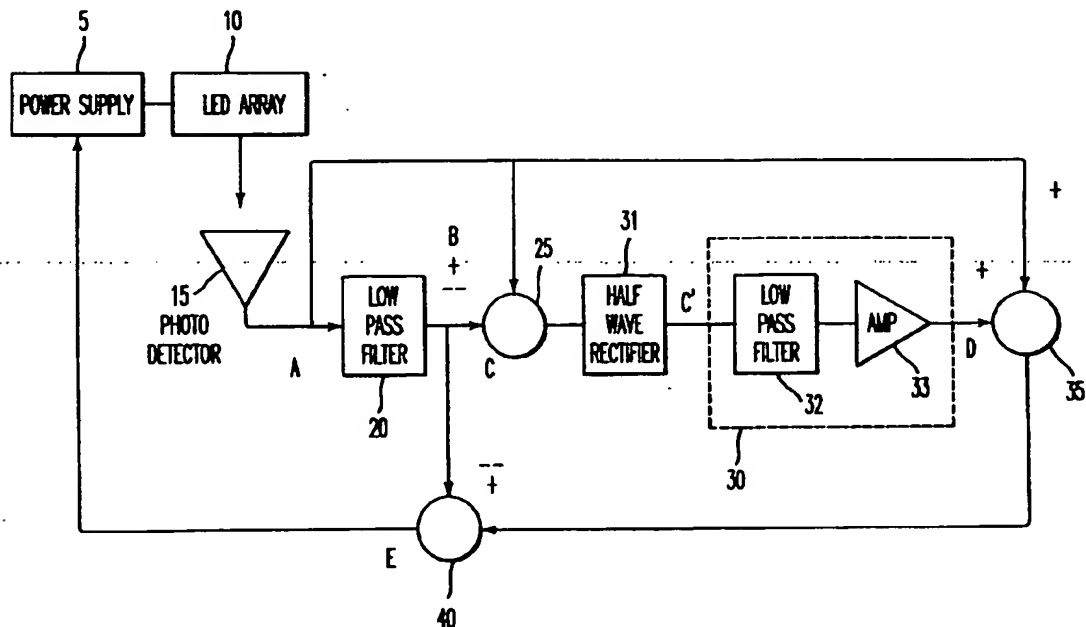 5
10
POWER SUPPLY
LED ARRAY
+
B
+
--
25
31
+
15
PHOTO
DETECTOR
A
LOW
PASS
FILTER
20
C
HALF
WAVE
RECTIFIER
C'
LOW
PASS
FILTER
32
AMP
33
D
35
30
--
+
E
40